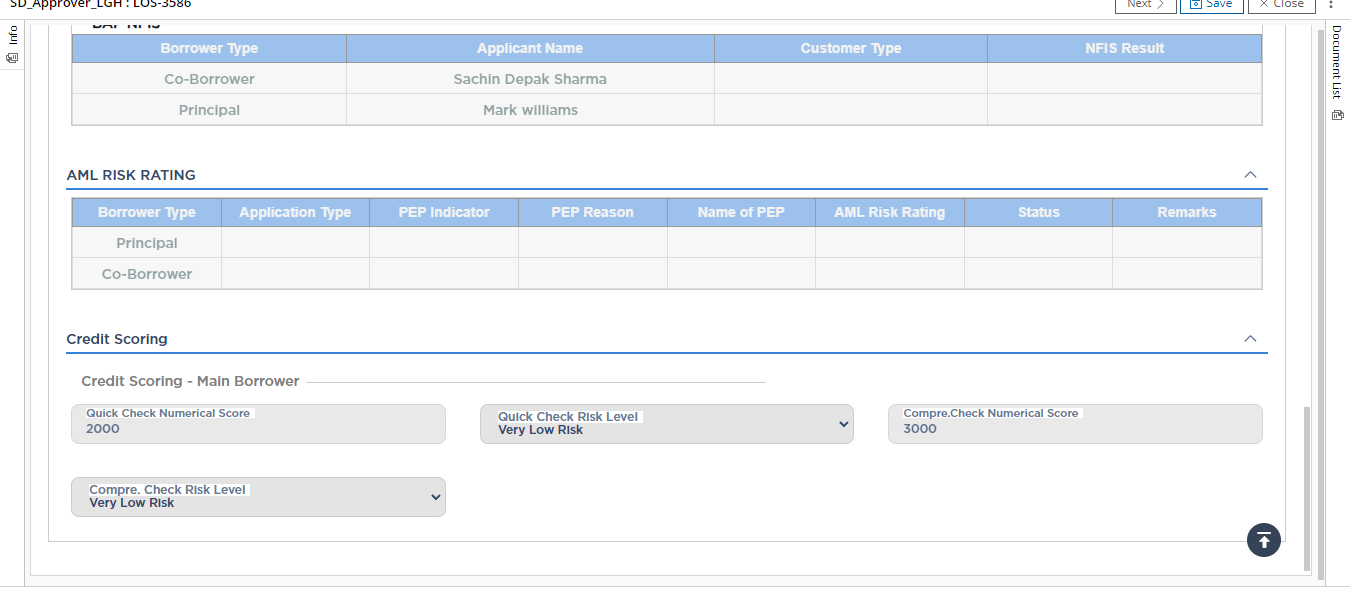 SD_Approver_LGH : LOS-3586
Next
Save
Close
Info
Document List
BAP NFIS
Borrower Type Applicant Name Customer Type NFIS Result
Co-Borrower Sachin Depak Sharma
Principal Mark williams
AML RISK RATING
Borrower Type Application Type PEP Indicator PEP Reason Name of PEP AML Risk Rating Status Remarks
Principal
Co-Borrower
Credit Scoring
Credit Scoring - Main Borrower
Quick Check Numerical Score
2000
Quick Check Risk Level
Very Low Risk
Compre.Check Numerical Score
3000
Compre. Check Risk Level
Very Low Risk